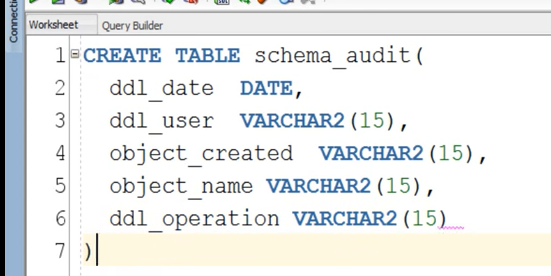 Connecti
Worksheet Query Builder
1 CREATE TABLE schema_audit(
2 ddl_date DATE,
3 ddl_user VARCHAR2(15),
4 object_created VARCHAR2(15),
5 object_name VARCHAR2(15),
6 ddl_operation VARCHAR2(15)
7 )